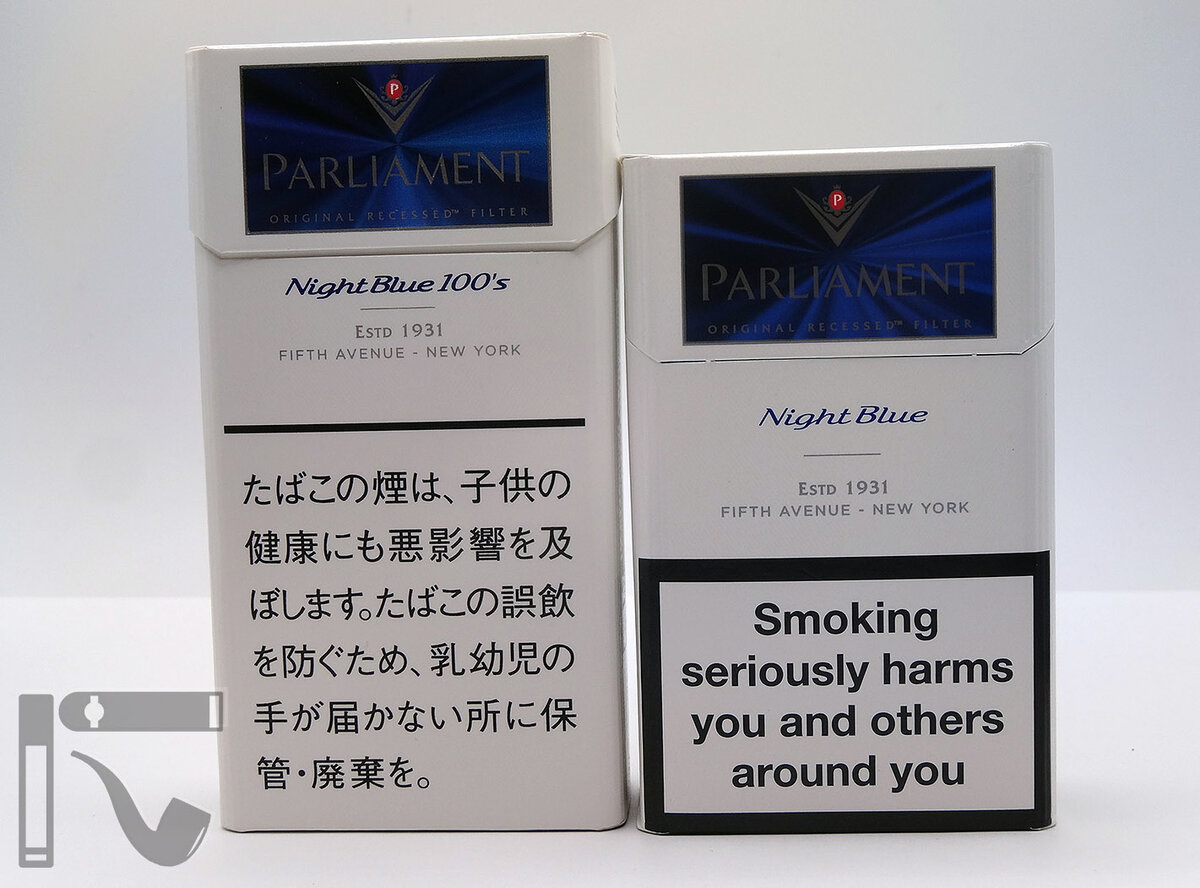 P
PARLIAMENT
ORIGINAL RECESSED™ FILTER
Night Blue 100's
ESTD 1931
FIFTH AVENUE - NEW YORK
たばこの煙は、子供の
健康にも悪影響を及
ぼします。たばこの誤飲
を防ぐため、乳幼児の
手が届かない所に保
管・廃棄を。
P
PARLIAMENT
ORIGINAL RECESSED™ FILTER
Night Blue
ESTD 1931
FIFTH AVENUE - NEW YORK
Smoking
seriously harms
you and others
around you